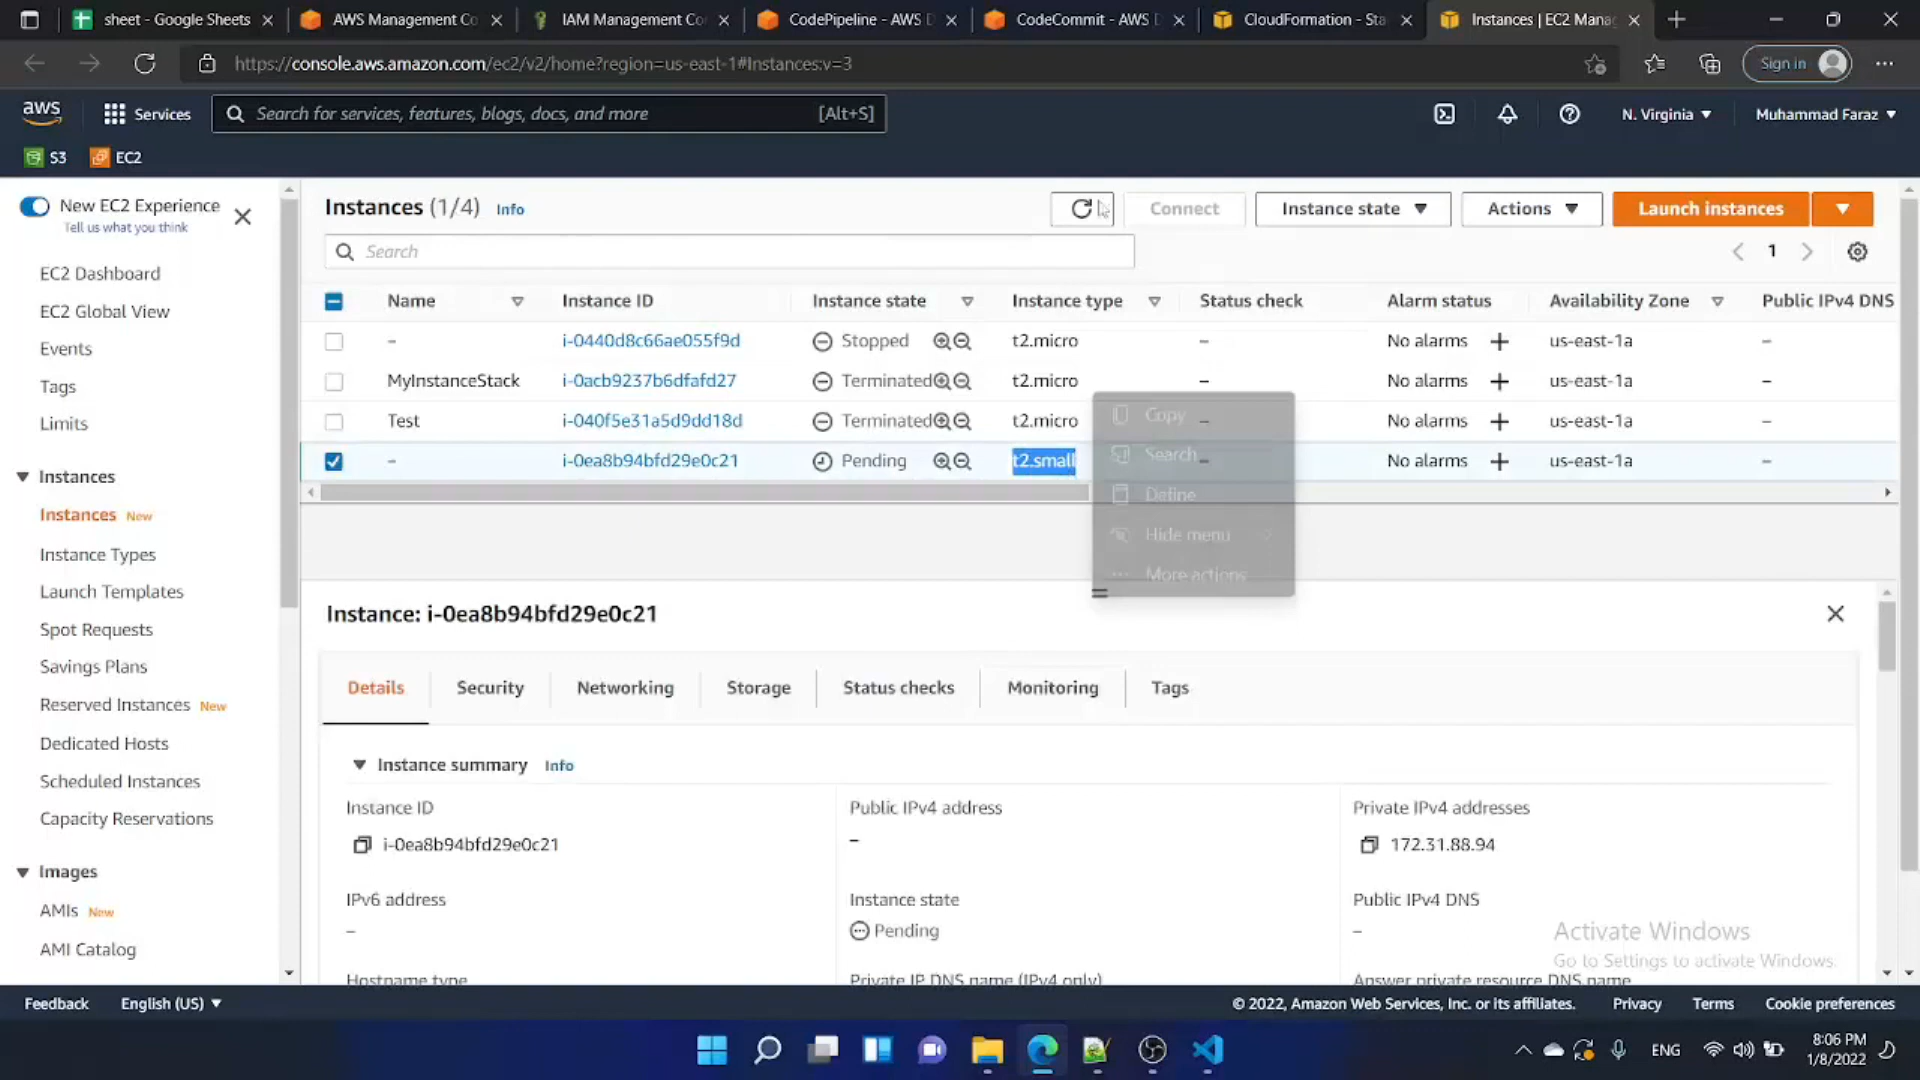 sheet - Google Sheets
AWS Management Co
IAM Management Co
CodePipeline - AWS D
CodeCommit - AWS D
CloudFormation - Sta
Instances | EC2 Mana
https://console.aws.amazon.com/ec2/v2/home?region=us-east-1#Instances:v=3
Sign in
aws
Services
Search for services, features, blogs, docs, and more
[Alt+S]
N. Virginia
Muhammad Faraz
S3
EC2
New EC2 Experience
Tell us what you think
EC2 Dashboard
EC2 Global View
Events
Tags
Limits
Instances
Instances New
Instance Types
Launch Templates
Spot Requests
Savings Plans
Reserved Instances New
Dedicated Hosts
Scheduled Instances
Capacity Reservations
Images
AMIs New
AMI Catalog
Instances (1/4) Info
Connect
Instance state
Actions
Launch instances
Search
1
Name Instance ID Instance state Instance type Status check Alarm status Availability Zone Public IPv4 DNS
– i-0440d8c66ae055f9d Stopped t2.micro – No alarms + us-east-1a –
MyInstanceStack i-0acb9237b6dfafd27 Terminated t2.micro – No alarms + us-east-1a –
Test i-040f5e31a5d9dd18d Terminated t2.micro – No alarms + us-east-1a –
– i-0ea8b94bfd29e0c21 Pending t2.small – No alarms + us-east-1a –
Copy
Search
Define
Hide menu
More actions
Instance: i-0ea8b94bfd29e0c21
Details Security Networking Storage Status checks Monitoring Tags
Instance summary Info
Instance ID Public IPv4 address Private IPv4 addresses
i-0ea8b94bfd29e0c21 – 172.31.88.94
IPv6 address Instance state Public IPv4 DNS
– Pending –
Hostname type Private IP DNS name (IPv4 only) Answer private resource DNS name
Activate Windows
Go to Settings to activate Windows.
Feedback English (US)
© 2022, Amazon Web Services, Inc. or its affiliates. Privacy Terms Cookie preferences
ENG
8:06 PM
1/8/2022